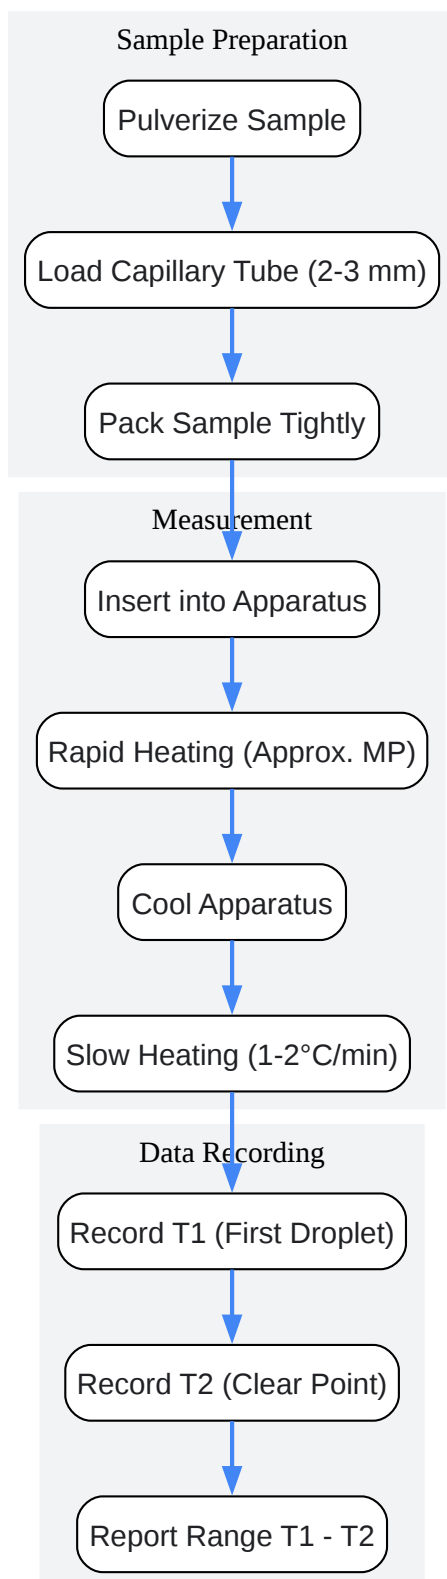 Sample Preparation
Pulverize Sample
Load Capillary Tube (2-3 mm)
Pack Sample Tightly
Measurement
Insert into Apparatus
Rapid Heating (Approx. MP)
Cool Apparatus
Slow Heating (1-2°C/min)
Data Recording
Record T1 (First Droplet)
Record T2 (Clear Point)
Report Range T1 - T2